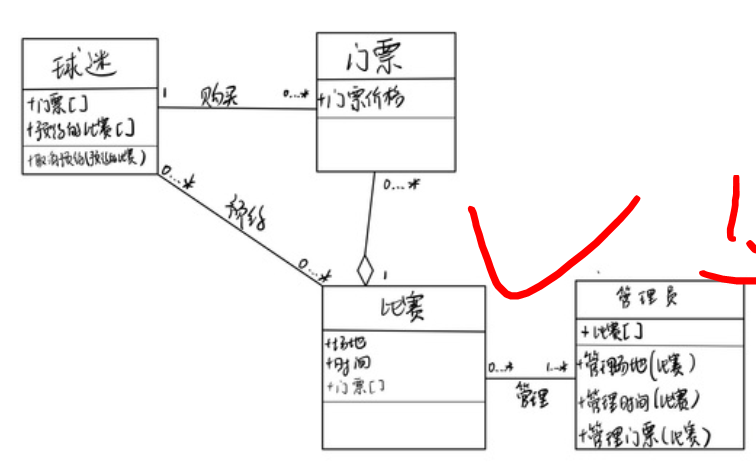 球迷
+门票[]
+预约的比赛[]
+取消预约(预约的比赛)
1
购买
0...*
门票
+门票价格
0...*
预约
0...*
0...*
1
比赛
+场地
+时间
+门票[]
0...*
管理
1...*
管理员
+比赛[]
+管理场地(比赛)
+管理时间(比赛)
+管理门票(比赛)